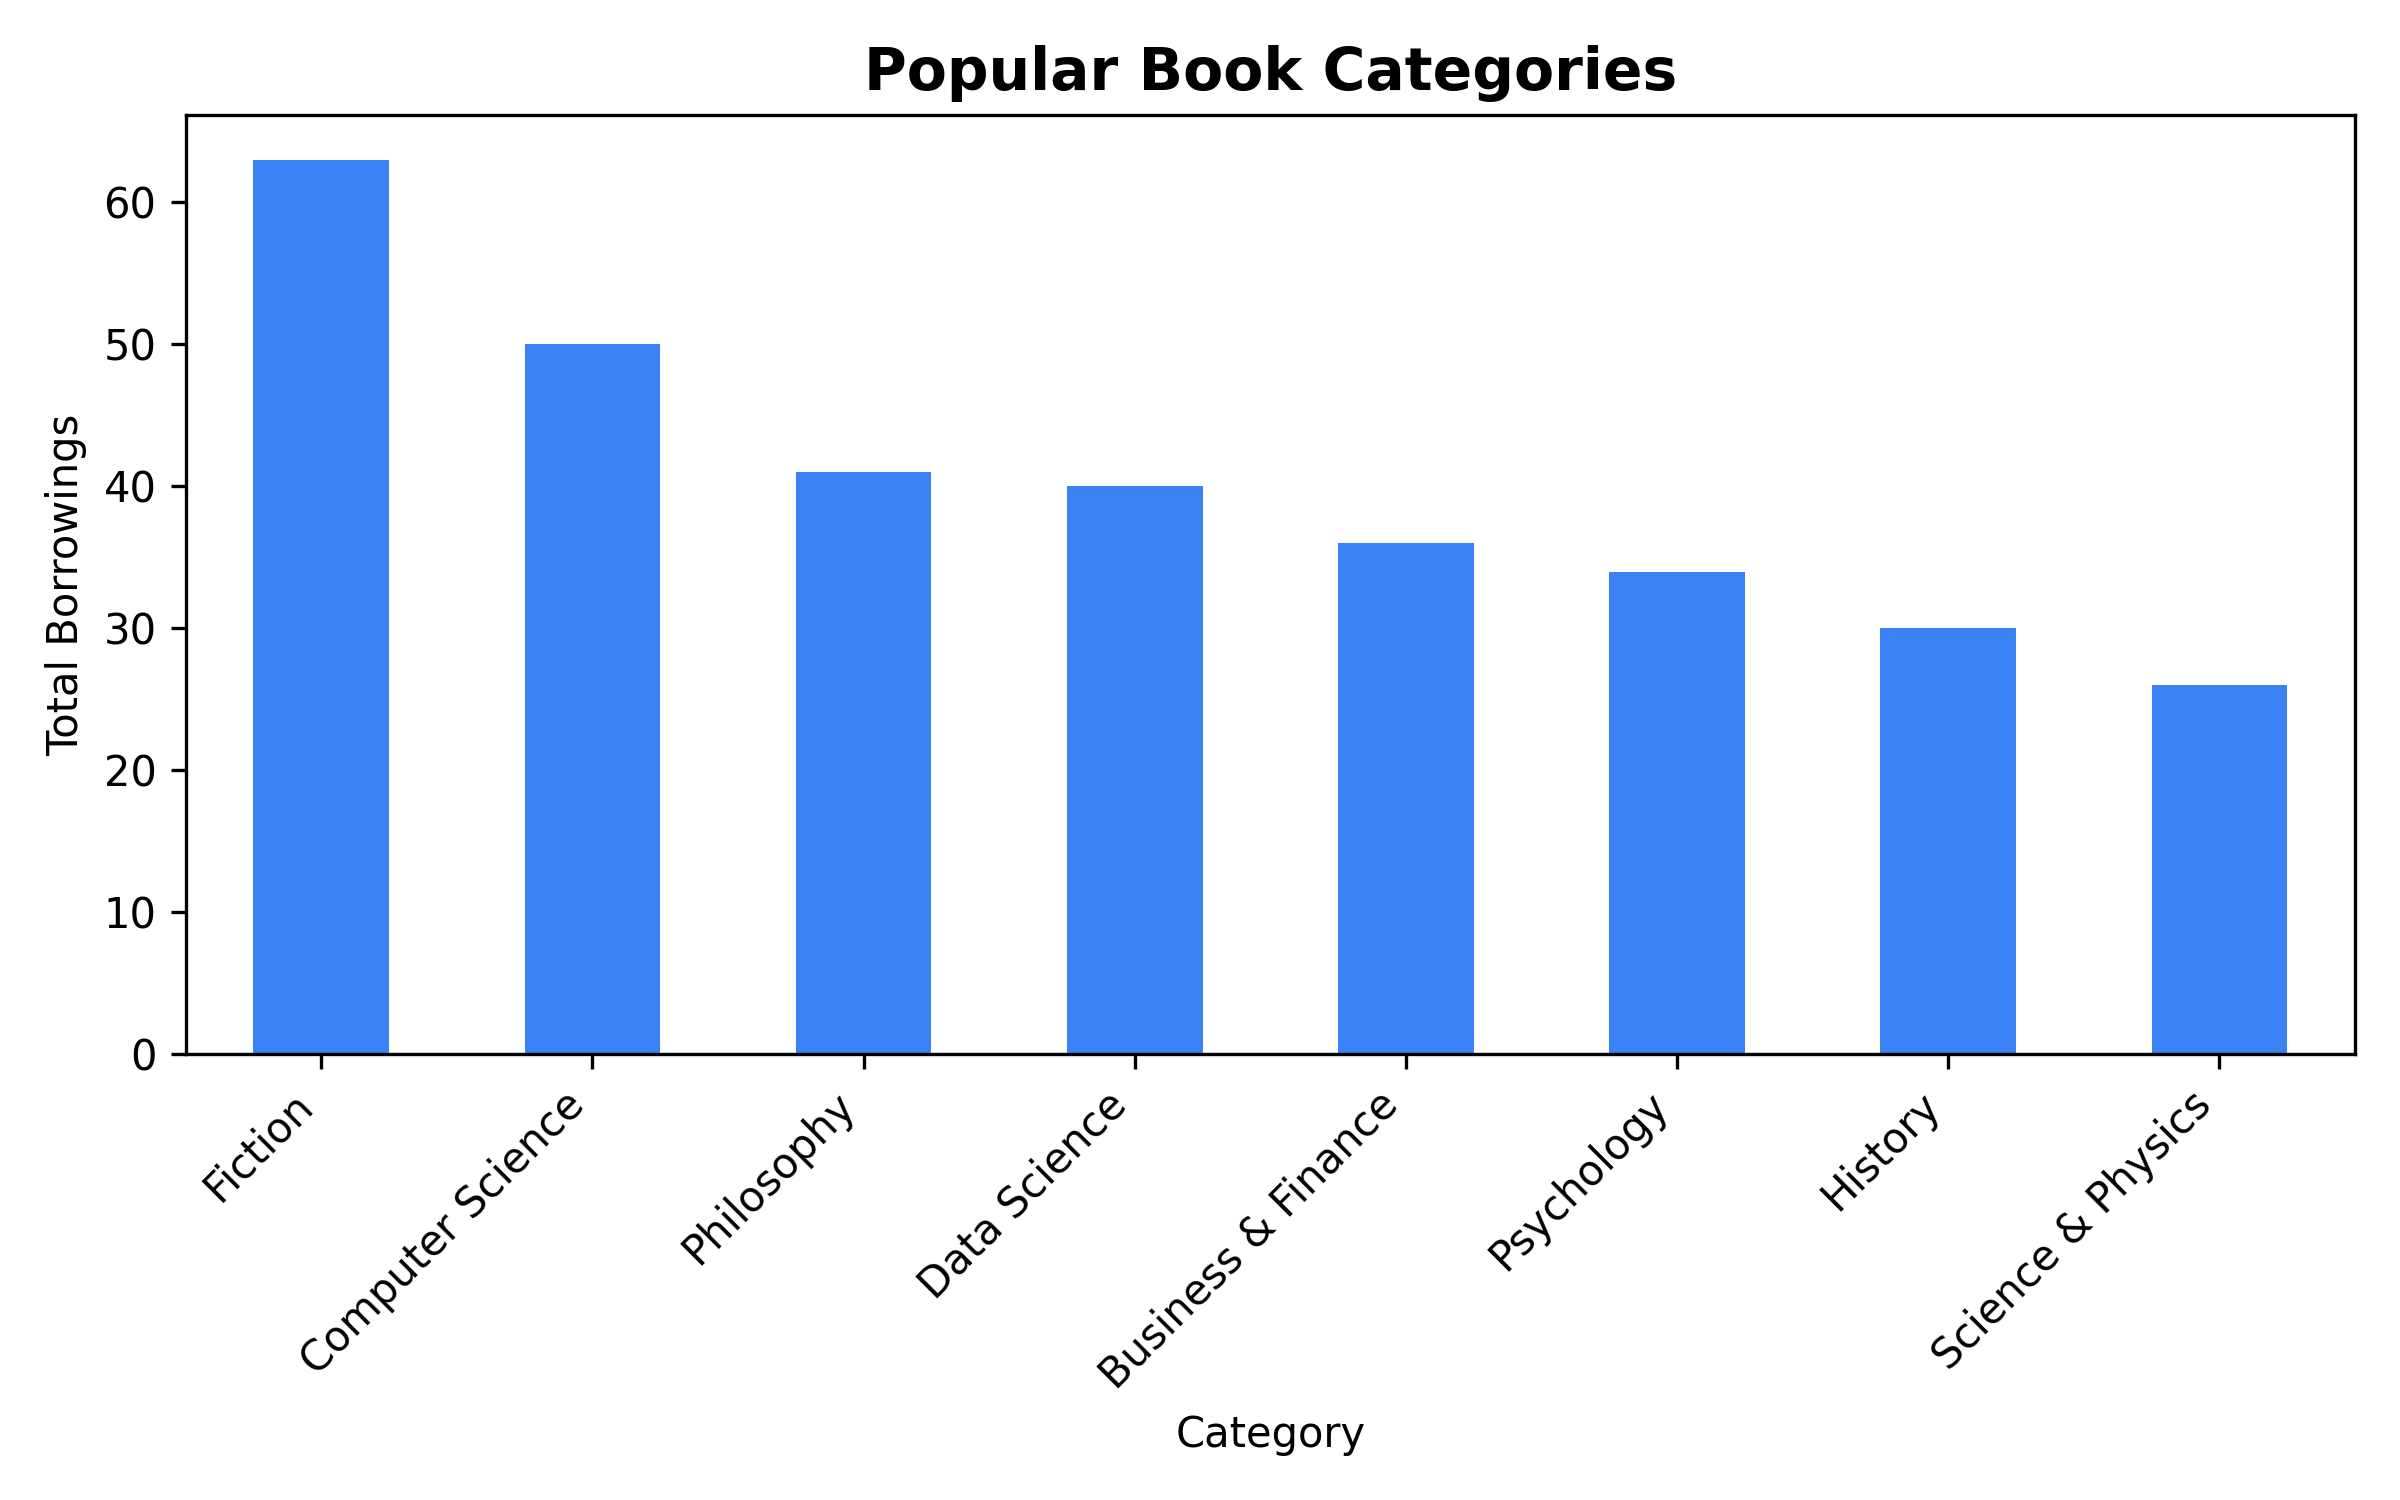 Popular Book Categories
Total Borrowings
60
50
40
30
20
10
0
Fiction
Computer Science
Philosophy
Data Science
Business & Finance
Psychology
History
Science & Physics
Category